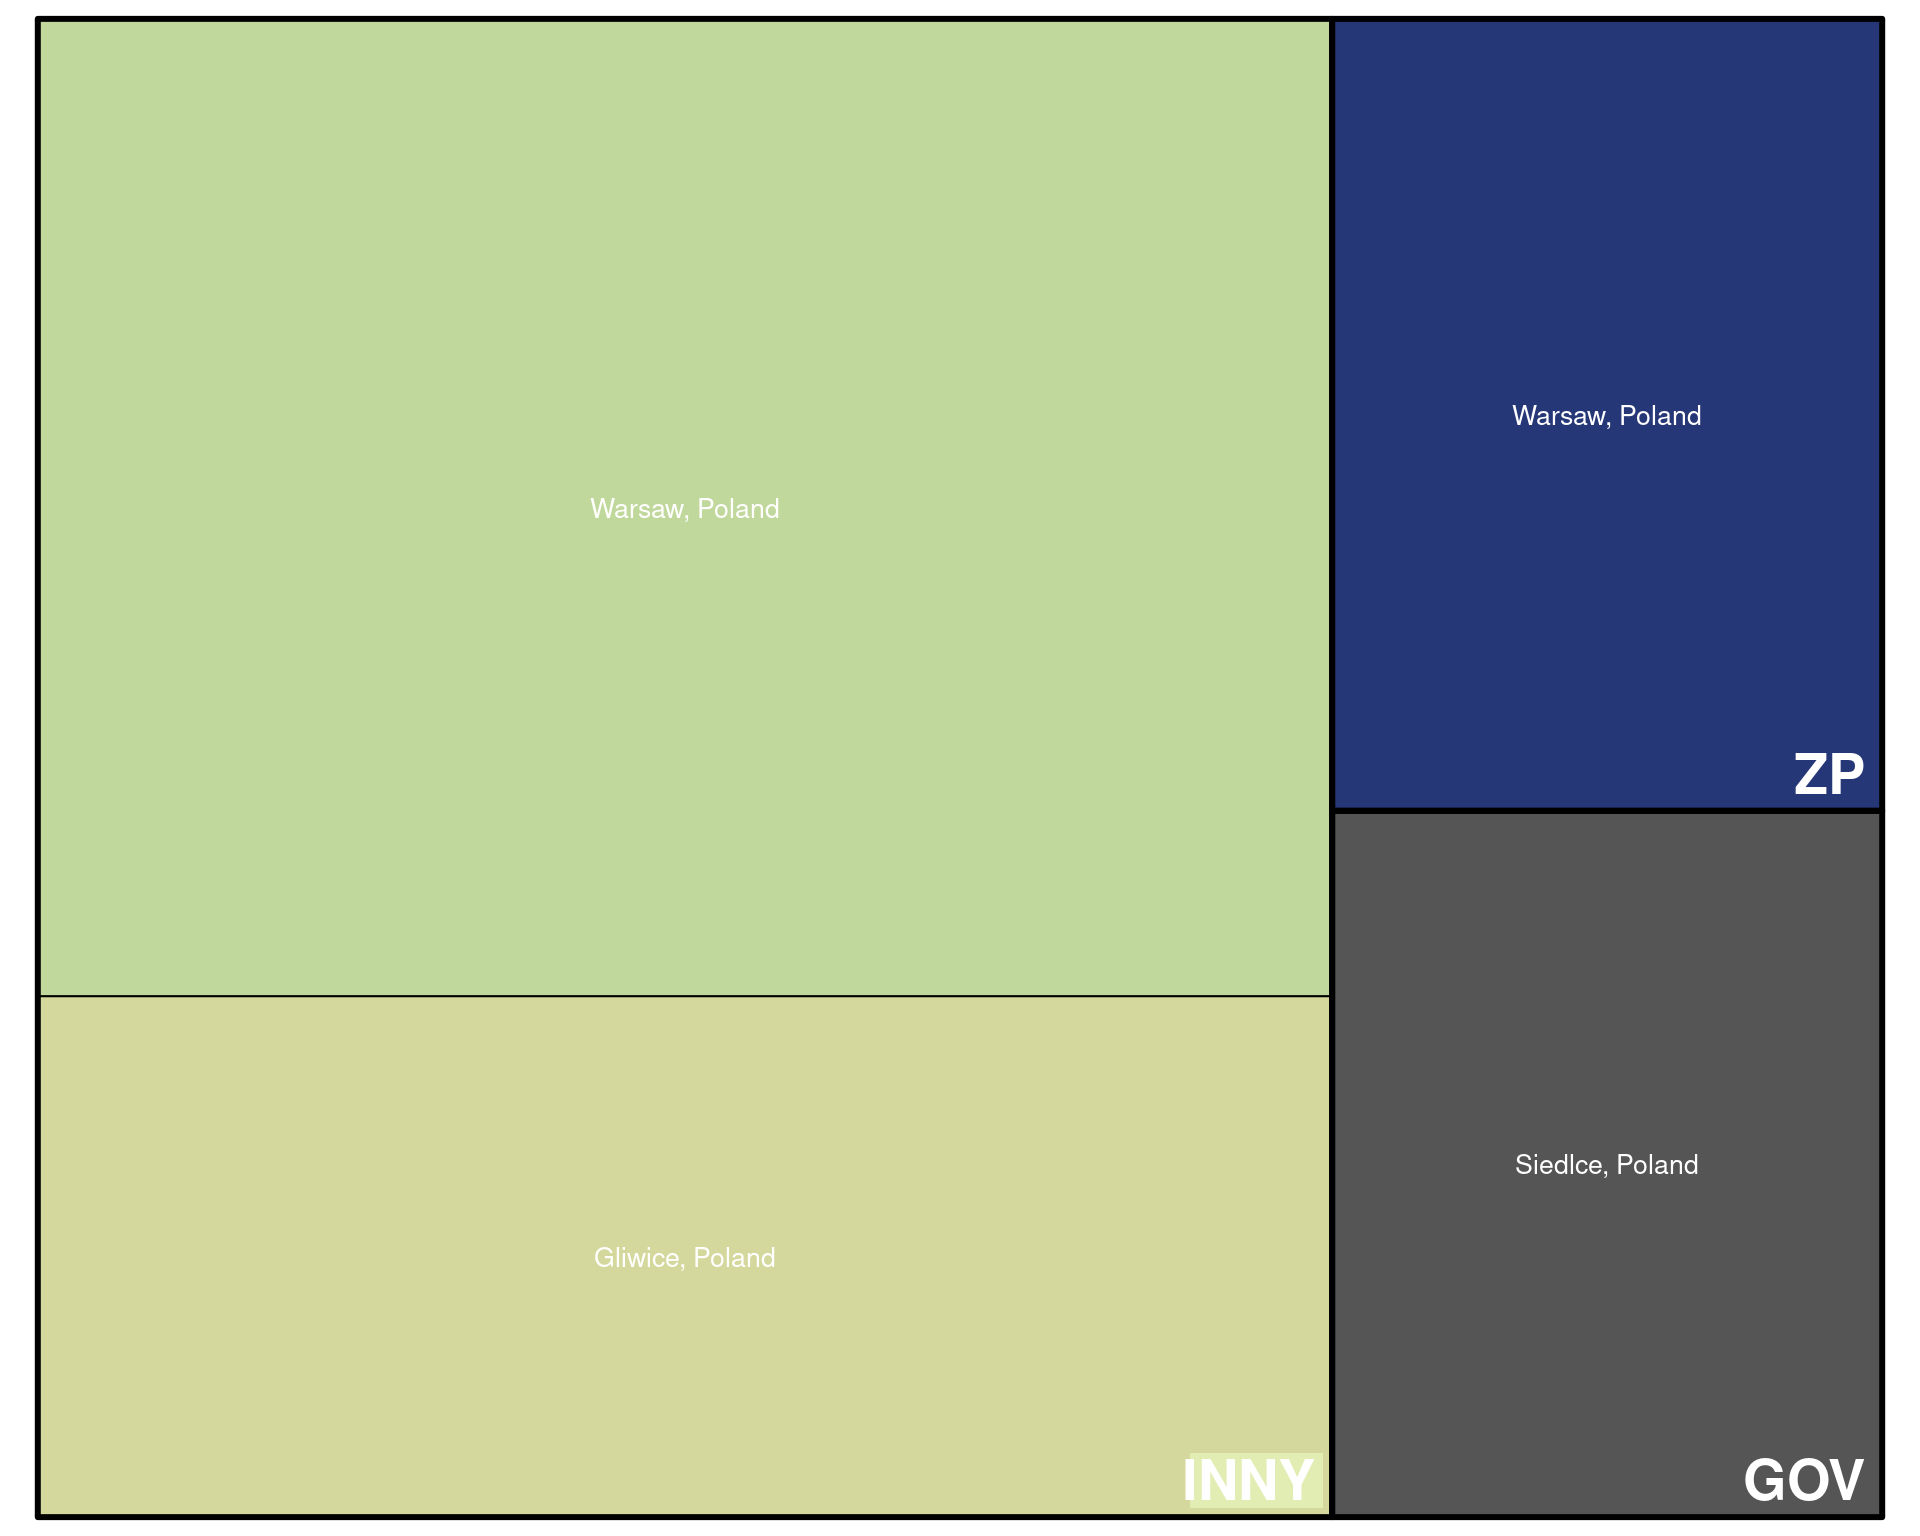 Warsaw, Poland
Gliwice, Poland
INNY
Warsaw, Poland
ZP
Siedlce, Poland
GOV